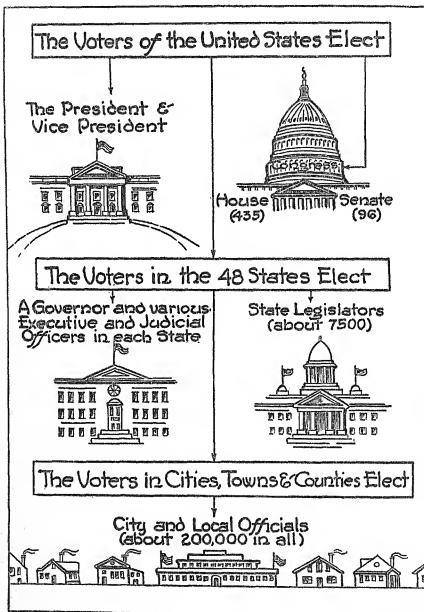 The Voters of the United States Elect
The President &
Vice President
House Senate
(435) (96)
The Voters in the 48 States Elect
A Governor and various
Executive and Judicial
Officers in each State
State Legislators
(about 7500)
The Voters in Cities, Towns & Counties Elect
City and Local Officials
(about 200,000 in all)